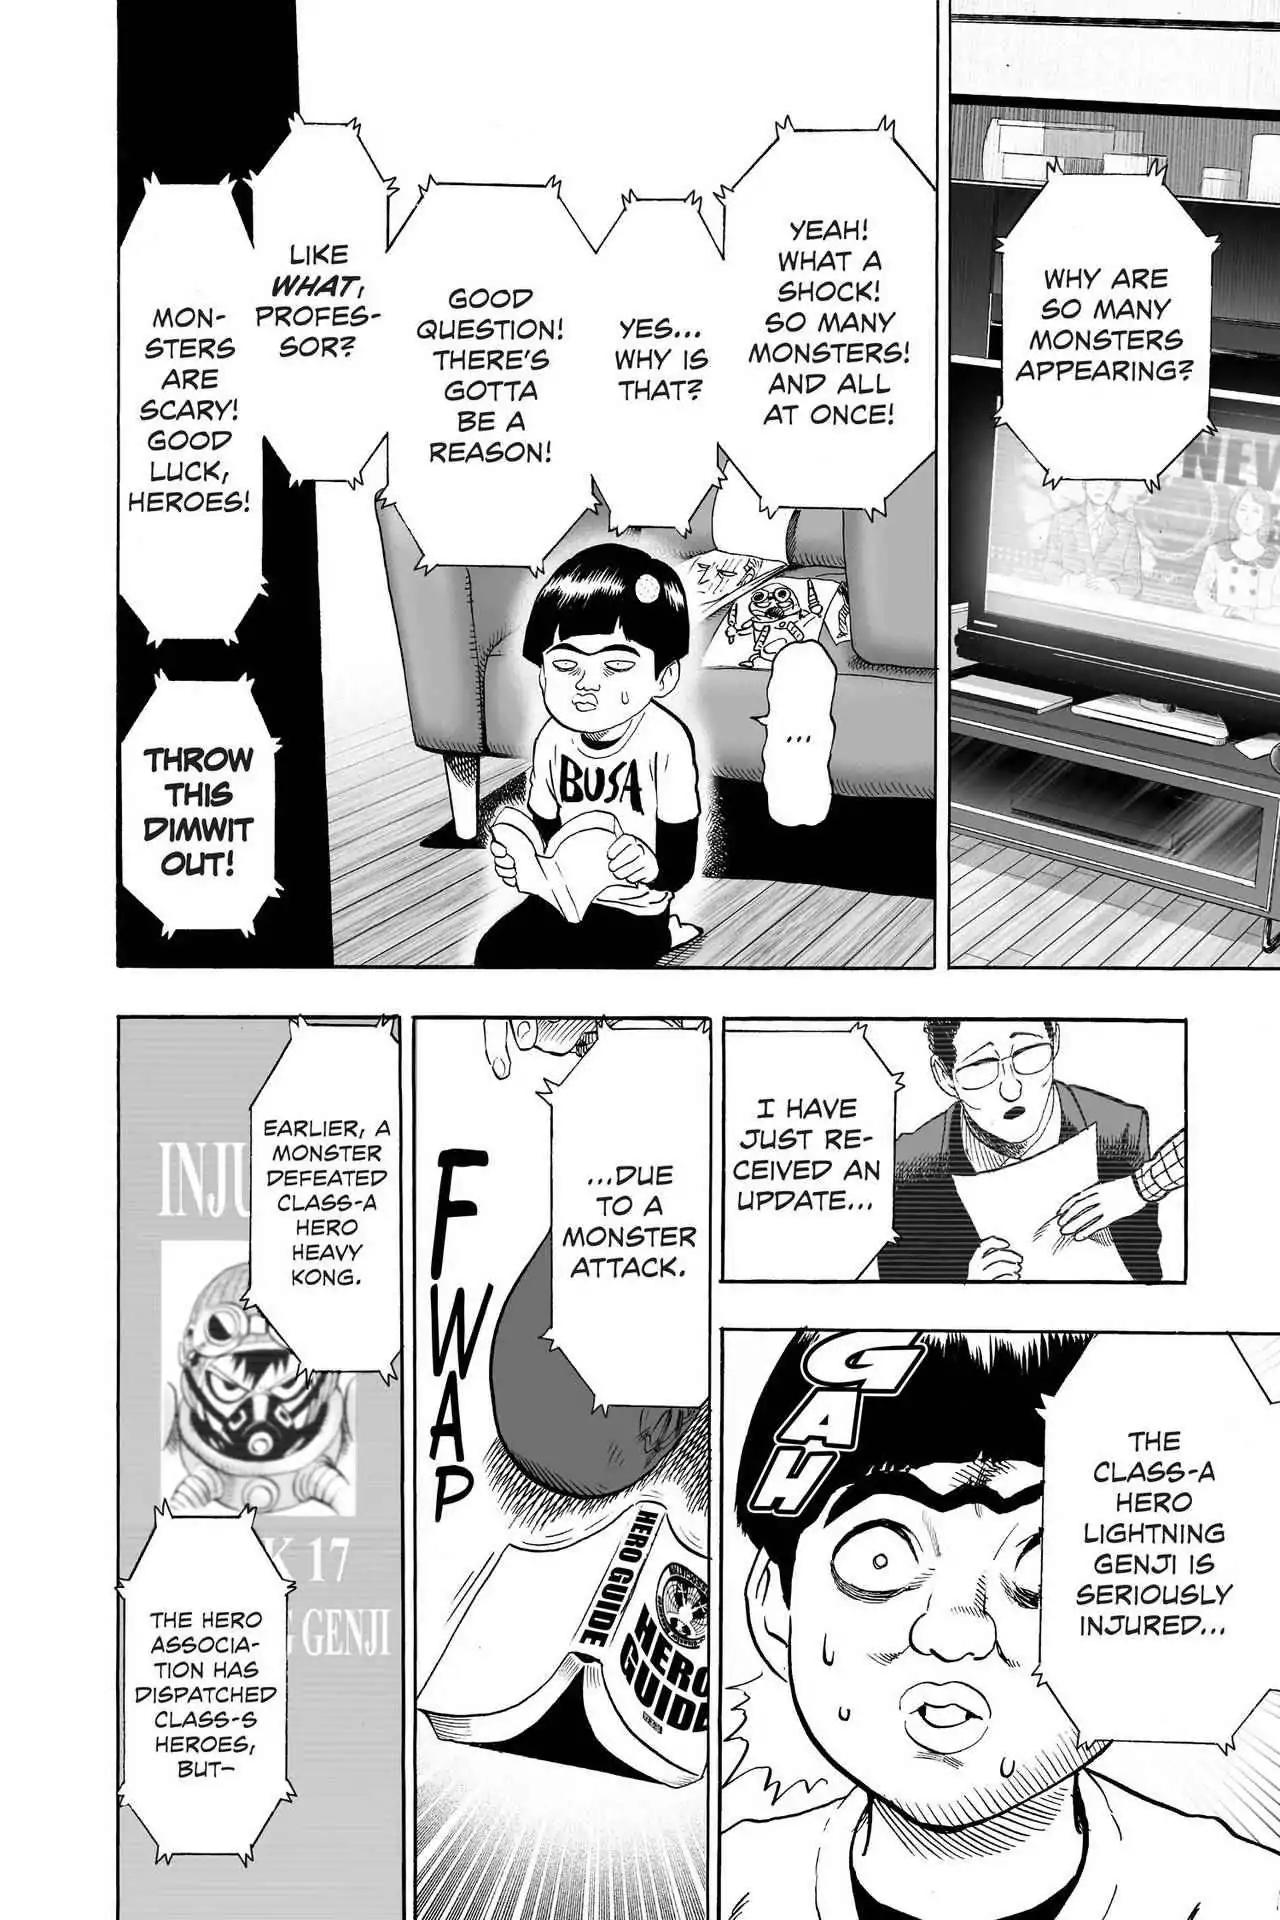 WHY ARE
SO MANY
MONSTERS
APPEARING?
NEW
YEAH!
WHAT A
SHOCK!
SO MANY
MONSTERS!
AND ALL
AT ONCE!
YES...
WHY IS
THAT?
GOOD
QUESTION!
THERE'S
GOTTA
BE A
REASON!
LIKE
WHAT,
PROFES-
SOR?
MON-
STERS
ARE
SCARY!
GOOD
LUCK,
HEROES!
...
BUSA
THROW
THIS
DIMWIT
OUT!
I HAVE
JUST RE-
CEIVED AN
UPDATE...
THE
CLASS-A
HERO
LIGHTNING
GENJI IS
SERIOUSLY
INJURED...
GAH
...DUE
TO A
MONSTER
ATTACK.
FWAP
HERO GUIDE
HERO
GUIDE
EARLIER, A
MONSTER
DEFEATED
CLASS-A
HERO
HEAVY
KONG.
INJU
K 17
G GENJI
THE HERO
ASSOCIA-
TION HAS
DISPATCHED
CLASS-S
HEROES,
BUT–